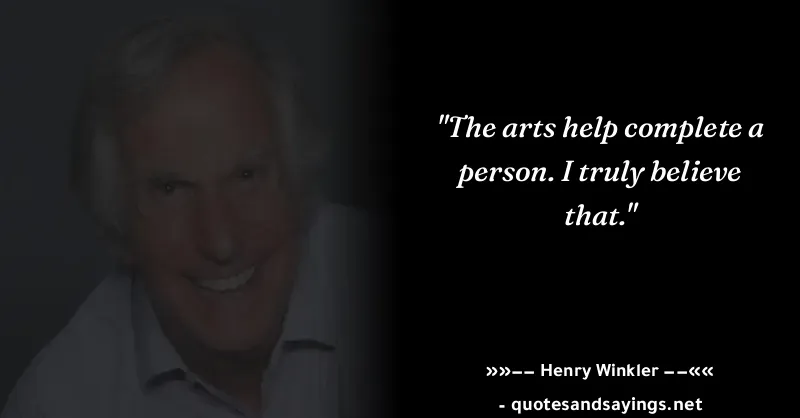 "The arts help complete a
person. I truly believe
that."
»»–– Henry Winkler ––««
- quotesandsayings.net